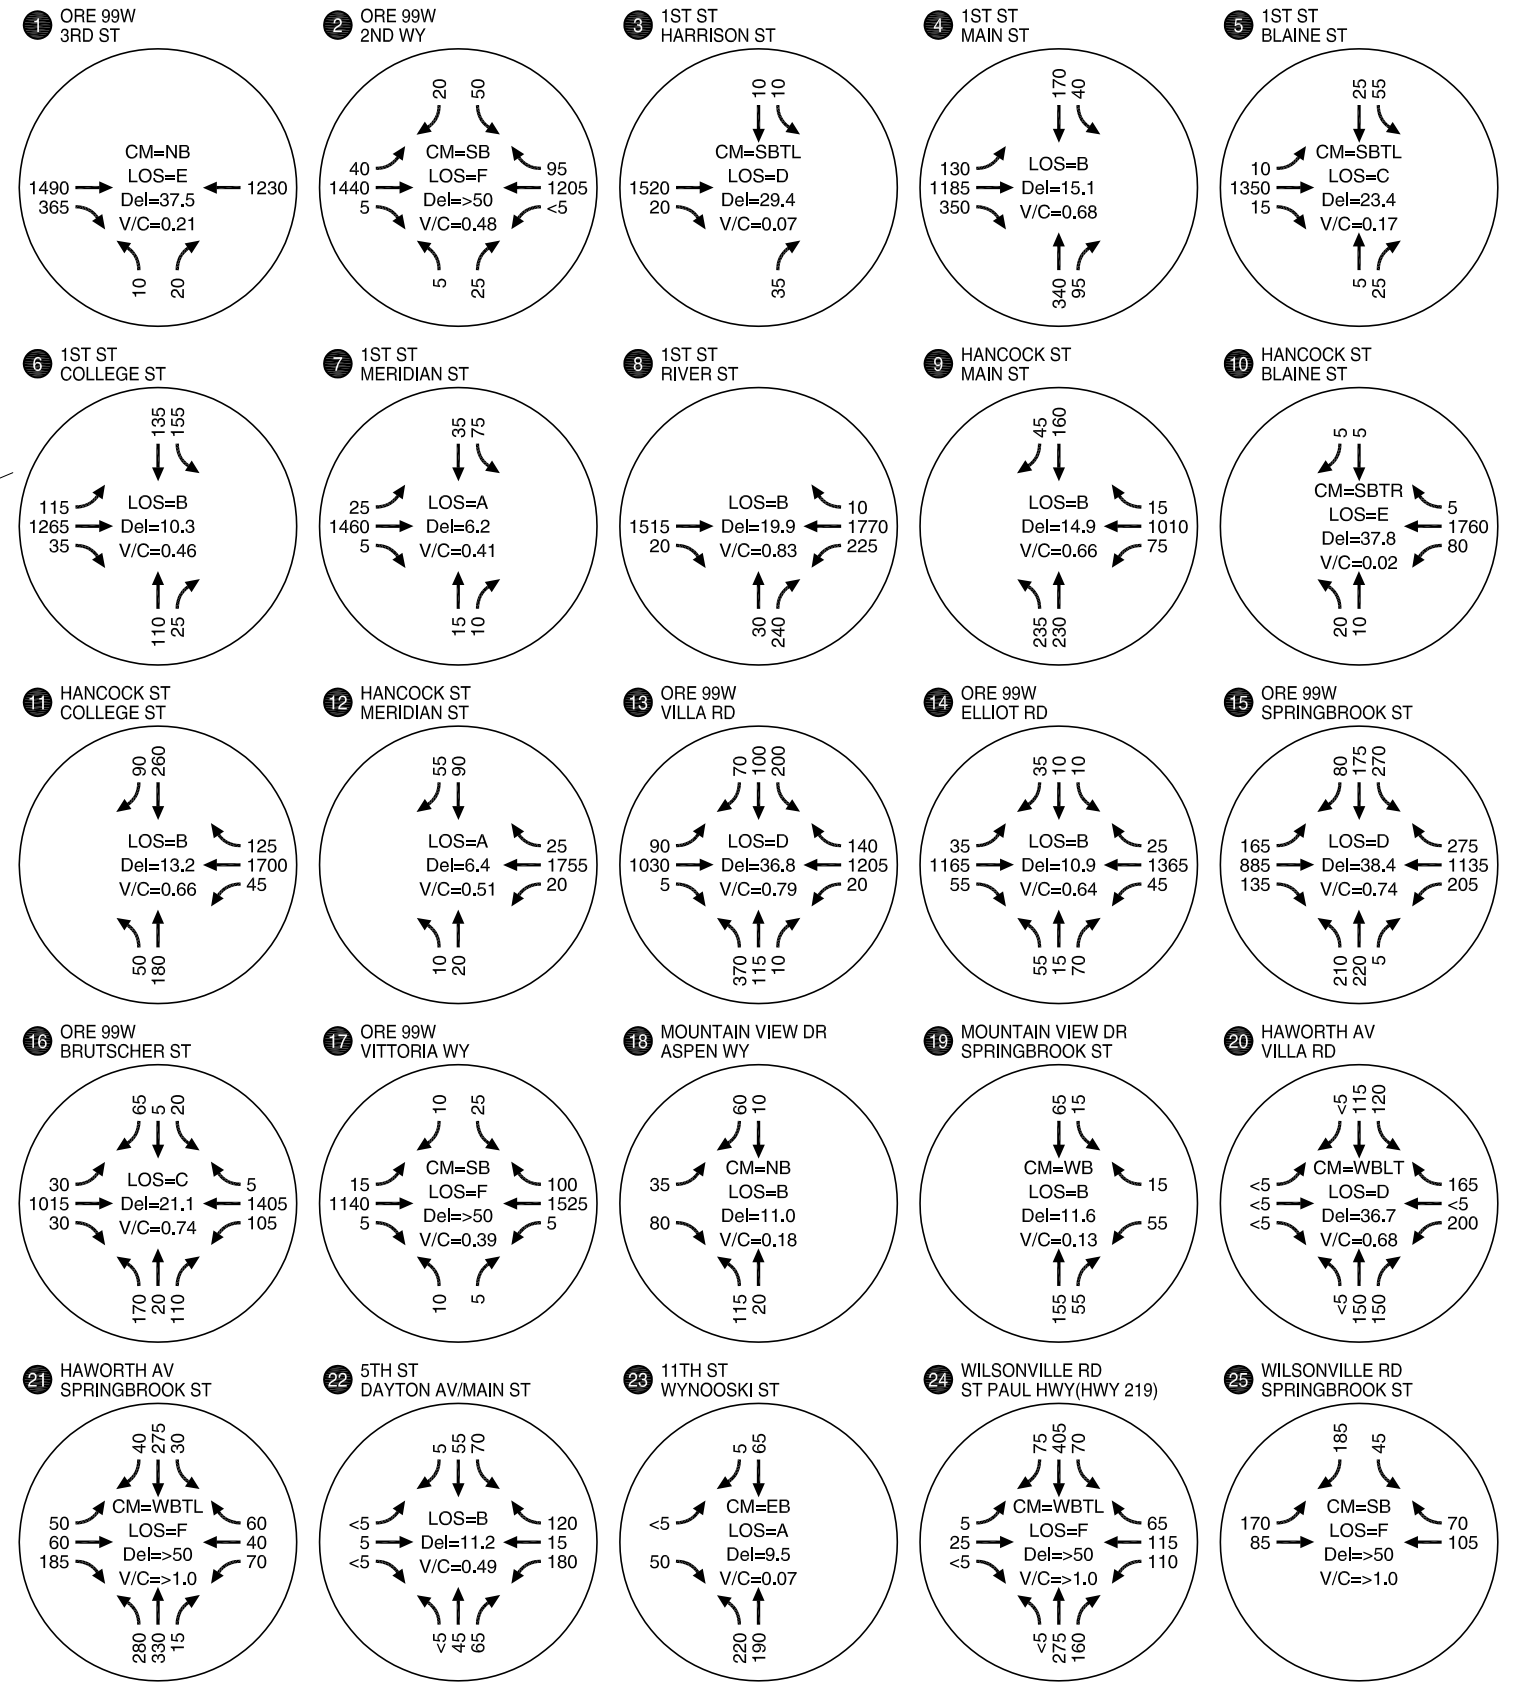 1 ORE 99W
3RD ST
CM=NB
LOS=E
1490 Del=37.5 1230
365 V/C=0.21
10 20
2 ORE 99W
2ND WY
20 50
40 CM=SB 95
1440 LOS=F 1205
5 Del=>50 <5
V/C=0.48
5 25
3 1ST ST
HARRISON ST
10 10
CM=SBTL
LOS=D
1520 Del=29.4
20 V/C=0.07
35
4 1ST ST
MAIN ST
170 40
130 LOS=B
1185 Del=15.1
350 V/C=0.68
340 95
5 1ST ST
BLAINE ST
25 55
10 CM=SBTL
1350 LOS=C
15 Del=23.4
V/C=0.17
5 25
6 1ST ST
COLLEGE ST
135 155
115 LOS=B
1265 Del=10.3
35 V/C=0.46
110 25
7 1ST ST
MERIDIAN ST
35 75
25 LOS=A
1460 Del=6.2
5 V/C=0.41
15 10
8 1ST ST
RIVER ST
LOS=B 10
1515 Del=19.9 1770
20 V/C=0.83 225
30 240
9 HANCOCK ST
MAIN ST
45 160
LOS=B 15
Del=14.9 1010
V/C=0.66 75
235 230
10 HANCOCK ST
BLAINE ST
5 5
CM=SBTR 5
LOS=E 1760
Del=37.8 80
V/C=0.02
20 10
11 HANCOCK ST
COLLEGE ST
90 260
LOS=B 125
Del=13.2 1700
V/C=0.66 45
50 180
12 HANCOCK ST
MERIDIAN ST
55 90
LOS=A 25
Del=6.4 1755
V/C=0.51 20
10 20
13 ORE 99W
VILLA RD
70 100 200
90 LOS=D 140
1030 Del=36.8 1205
5 V/C=0.79 20
370 115 10
14 ORE 99W
ELLIOT RD
35 10 10
35 LOS=B 25
1165 Del=10.9 1365
55 V/C=0.64 45
55 15 70
15 ORE 99W
SPRINGBROOK ST
80 175 270
165 LOS=D 275
885 Del=38.4 1135
135 V/C=0.74 205
210 220 5
16 ORE 99W
BRUTSCHER ST
65 5 20
30 LOS=C 5
1015 Del=21.1 1405
30 V/C=0.74 105
170 20 110
17 ORE 99W
VITTORIA WY
10 25
15 CM=SB 100
1140 LOS=F 1525
5 Del=>50 5
V/C=0.39
10 5
18 MOUNTAIN VIEW DR
ASPEN WY
60 10
35 CM=NB
LOS=B
80 Del=11.0
V/C=0.18
115 20
19 MOUNTAIN VIEW DR
SPRINGBROOK ST
65 15
CM=WB 15
LOS=B
Del=11.6 55
V/C=0.13
155 55
20 HAWORTH AV
VILLA RD
<5 115 120
<5 CM=WBLT 165
<5 LOS=D <5
<5 Del=36.7 200
V/C=0.68
<5 150 150
21 HAWORTH AV
SPRINGBROOK ST
40 275 30
50 CM=WBTL 60
60 LOS=F 40
185 Del=>50 70
V/C=>1.0
280 330 15
22 5TH ST
DAYTON AV/MAIN ST
5 55 70
<5 LOS=B 120
5 Del=11.2 15
<5 V/C=0.49 180
<5 45 65
23 11TH ST
WYNOOSKI ST
5 65
<5 CM=EB
LOS=A
50 Del=9.5
V/C=0.07
220 190
24 WILSONVILLE RD
ST PAUL HWY(HWY 219)
75 405 70
5 CM=WBTL 65
25 LOS=F 115
<5 Del=>50 110
V/C=>1.0
<5 275 160
25 WILSONVILLE RD
SPRINGBROOK ST
185 45
170 CM=SB 70
85 LOS=F 105
Del=>50
V/C=>1.0